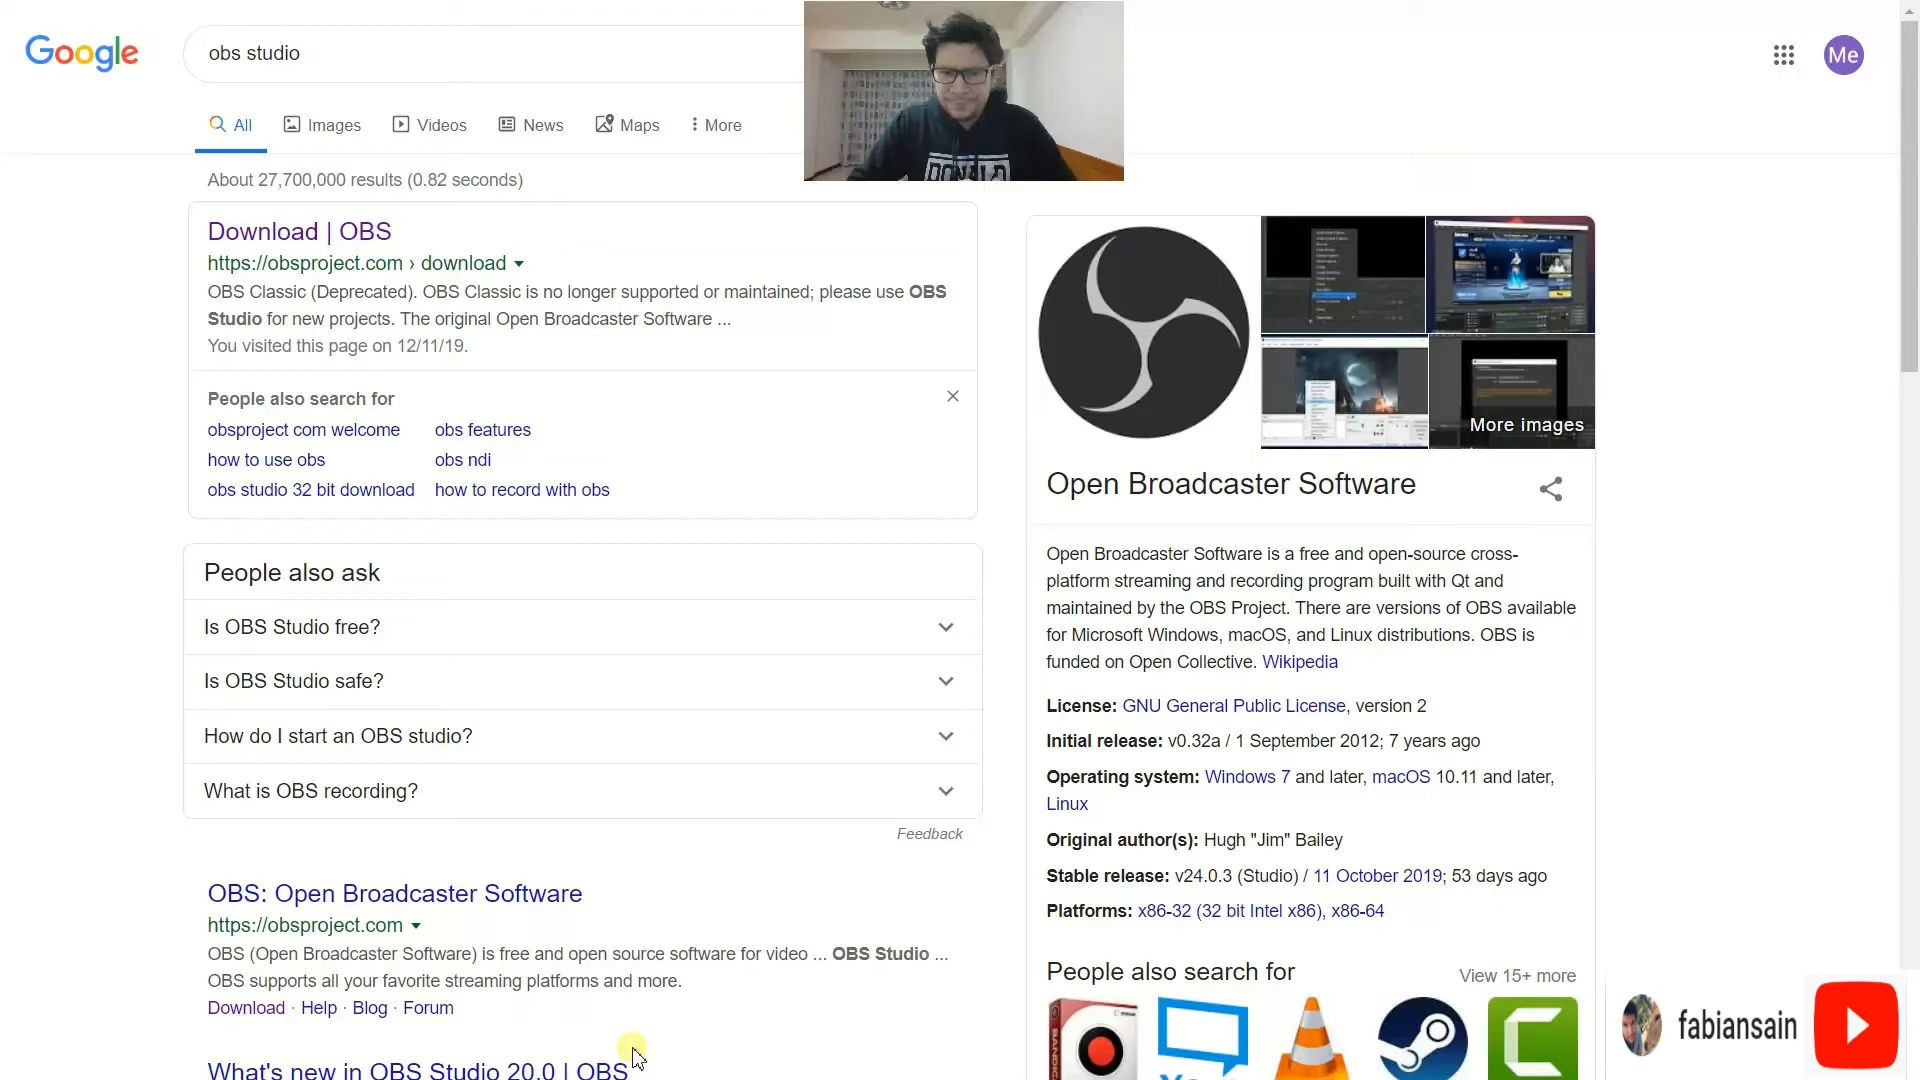 Google
obs studio
Me
All
Images
Videos
News
Maps
More
About 27,700,000 results (0.82 seconds)
Download | OBS
https://obsproject.com › download
OBS Classic (Deprecated). OBS Classic is no longer supported or maintained; please use OBS
Studio for new projects. The original Open Broadcaster Software ...
You visited this page on 12/11/19.
People also search for
obsproject com welcome
obs features
how to use obs
obs ndi
obs studio 32 bit download
how to record with obs
People also ask
Is OBS Studio free?
Is OBS Studio safe?
How do I start an OBS studio?
What is OBS recording?
Feedback
OBS: Open Broadcaster Software
https://obsproject.com
OBS (Open Broadcaster Software) is free and open source software for video ... OBS Studio ...
OBS supports all your favorite streaming platforms and more.
Download · Help · Blog · Forum
What's new in OBS Studio 20.0 | OBS
More images
Open Broadcaster Software
Open Broadcaster Software is a free and open-source cross-
platform streaming and recording program built with Qt and
maintained by the OBS Project. There are versions of OBS available
for Microsoft Windows, macOS, and Linux distributions. OBS is
funded on Open Collective. Wikipedia
License: GNU General Public License, version 2
Initial release: v0.32a / 1 September 2012; 7 years ago
Operating system: Windows 7 and later, macOS 10.11 and later,
Linux
Original author(s): Hugh "Jim" Bailey
Stable release: v24.0.3 (Studio) / 11 October 2019; 53 days ago
Platforms: x86-32 (32 bit Intel x86), x86-64
People also search for
View 15+ more
fabiansain